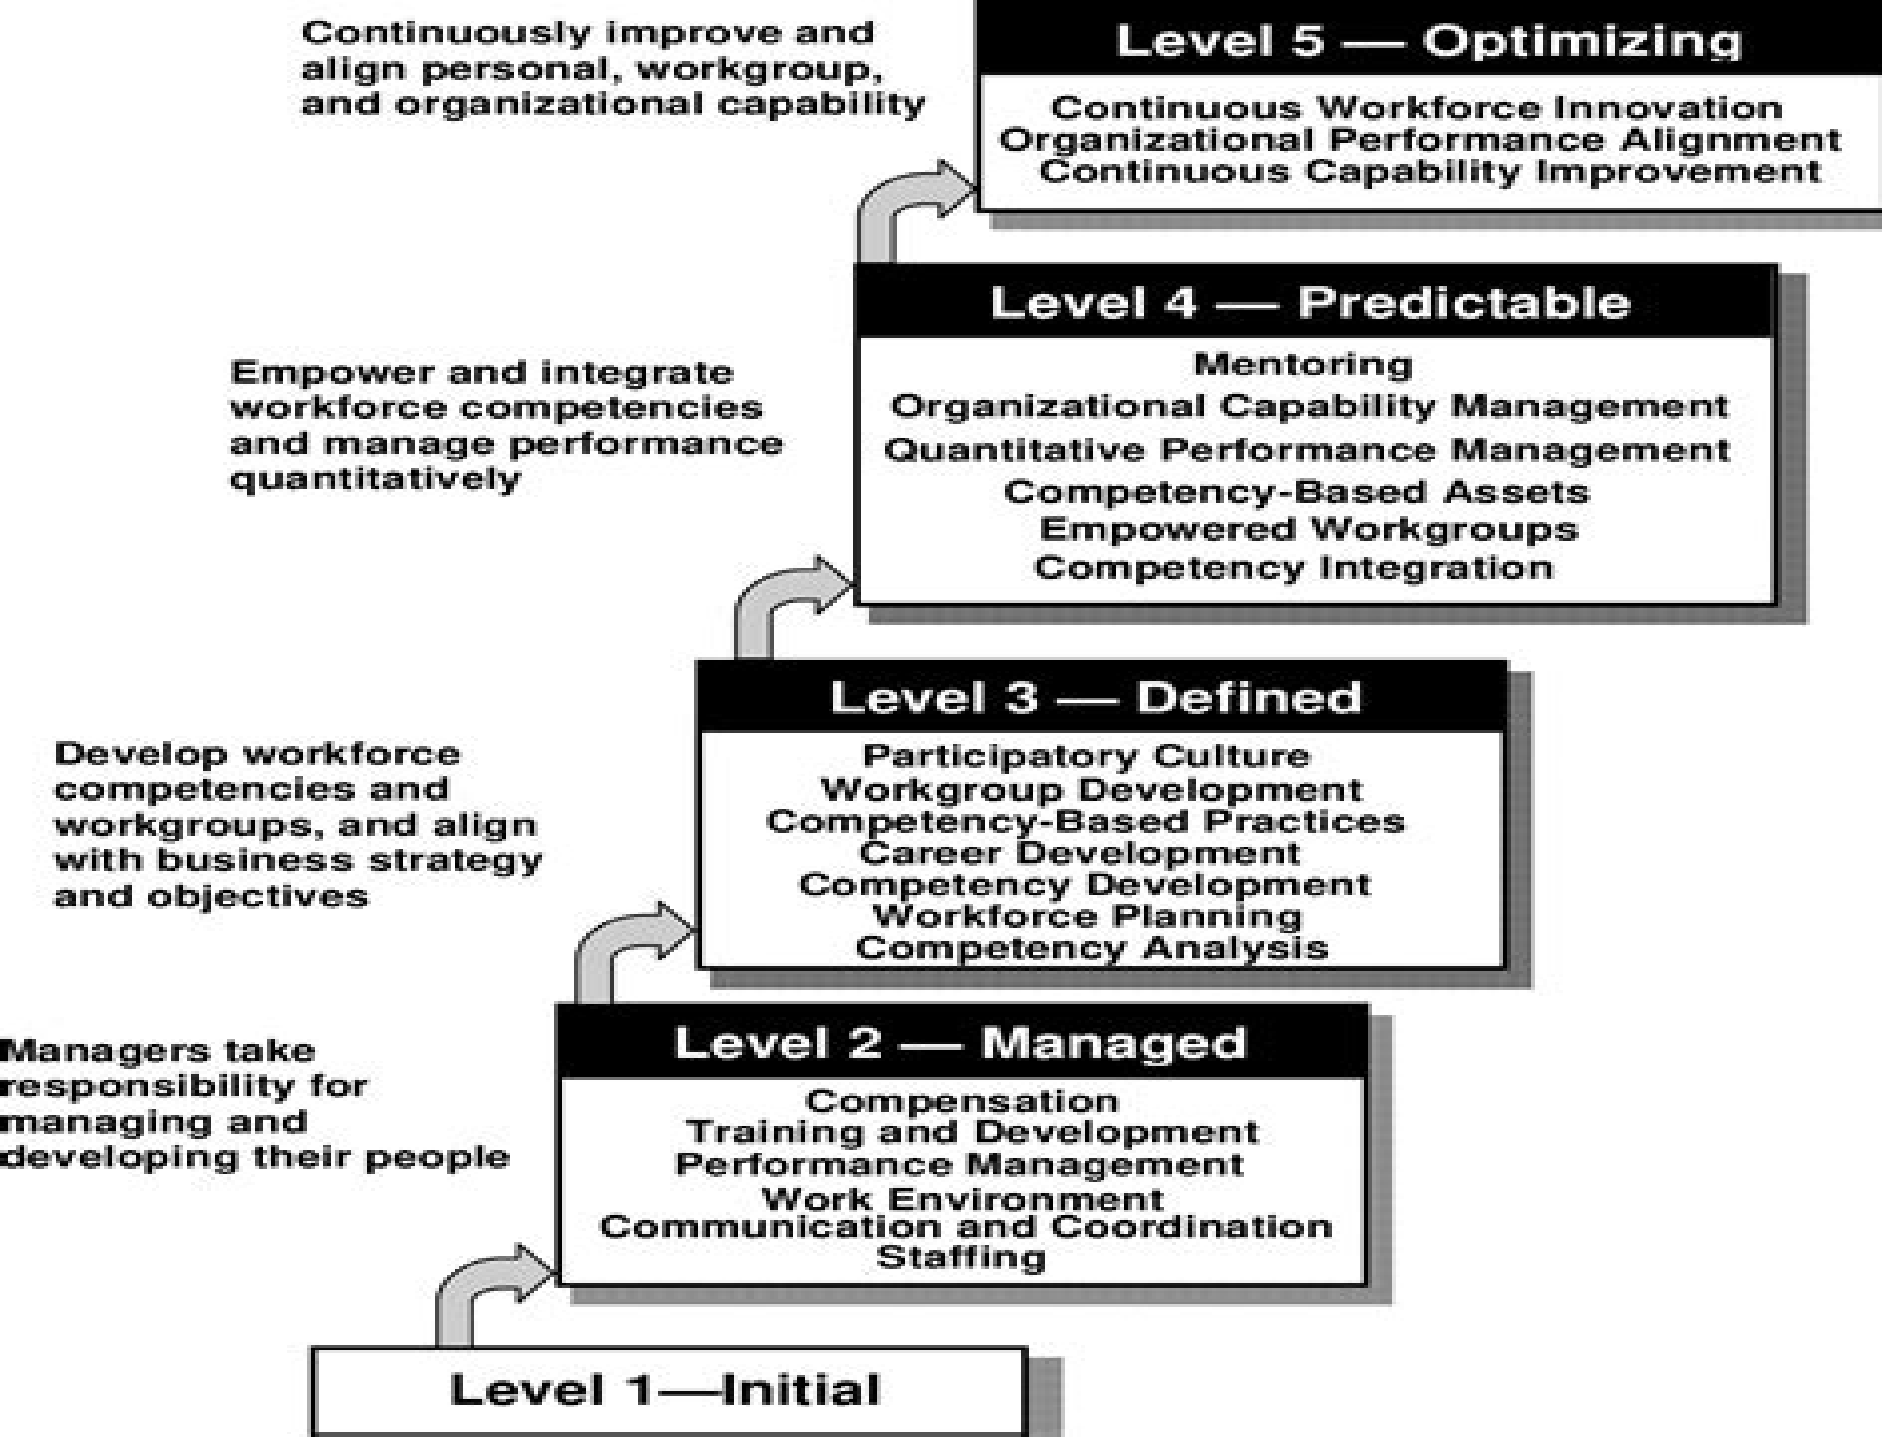 Continuously improve and
align personal, workgroup,
and organizational capability
Level 5 — Optimizing
Continuous Workforce Innovation
Organizational Performance Alignment
Continuous Capability Improvement
Empower and integrate
workforce competencies
and manage performance
quantitatively
Level 4 — Predictable
Mentoring
Organizational Capability Management
Quantitative Performance Management
Competency-Based Assets
Empowered Workgroups
Competency Integration
Develop workforce
competencies and
workgroups, and align
with business strategy
and objectives
Level 3 — Defined
Participatory Culture
Workgroup Development
Competency-Based Practices
Career Development
Competency Development
Workforce Planning
Competency Analysis
Managers take
responsibility for
managing and
developing their people
Level 2 — Managed
Compensation
Training and Development
Performance Management
Work Environment
Communication and Coordination
Staffing
Level 1—Initial